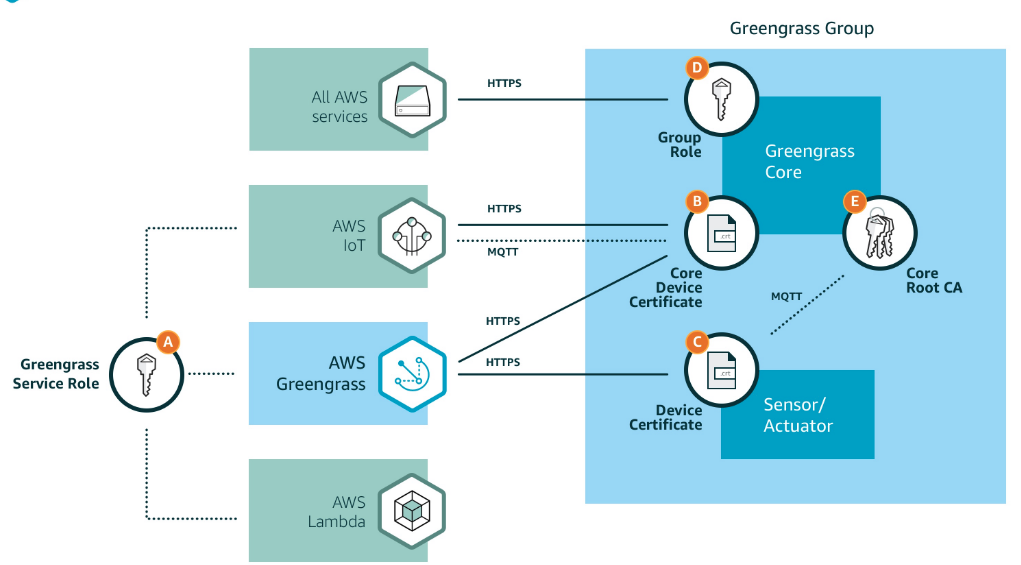 Greengrass Group
D
HTTPS
All AWS
services
Group
Role
Greengrass
Core
B
E
HTTPS
AWS
IoT
MQTT
.crt
Core
Device
Certificate
Core
Root CA
MQTT
HTTPS
A
Greengrass
Service Role
AWS
Greengrass
HTTPS
C
.crt
Device
Certificate
Sensor/
Actuator
AWS
Lambda